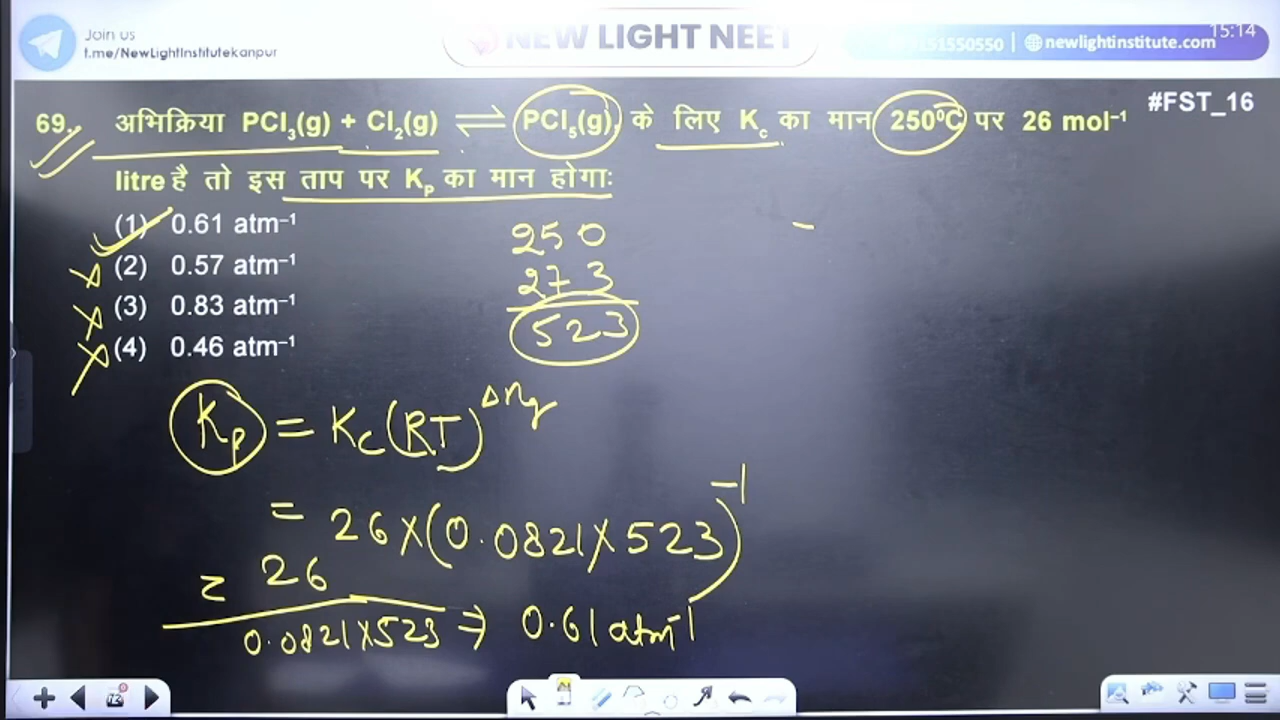 Join us
t.me/NewLightInstitutekanpur
NEW LIGHT NEET
151550550 | newlightinstitute.com
15:14
#FST_16
69. अभिक्रिया PCl₃(g) + Cl₂(g) ⇌ PCl₅(g), के लिए K꜀ का मान 250⁰C पर 26 mol⁻¹
litre है तो इस ताप पर Kₚ का मान होगाः
(1) 0.61 atm⁻¹
(2) 0.57 atm⁻¹
(3) 0.83 atm⁻¹
(4) 0.46 atm⁻¹
250
273
523
Kp = KC(RT)^Δng
= 26×(0.0821×523)^-1
= 26
0.0821×523 ⇒ 0.61 atm⁻¹